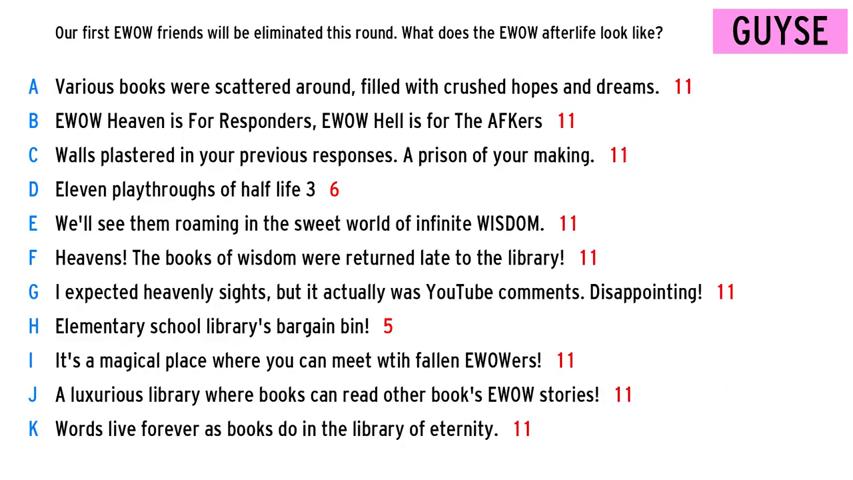 Our first EWOW friends will be eliminated this round. What does the EWOW afterlife look like?
GUYSE
A Various books were scattered around, filled with crushed hopes and dreams. 11
B EWOW Heaven is For Responders, EWOW Hell is for The AFKers 11
C Walls plastered in your previous responses. A prison of your making. 11
D Eleven playthroughs of half life 3 6
E We'll see them roaming in the sweet world of infinite WISDOM. 11
F Heavens! The books of wisdom were returned late to the library! 11
G I expected heavenly sights, but it actually was YouTube comments. Disappointing! 11
H Elementary school library's bargain bin! 5
I It's a magical place where you can meet wtih fallen EWOWers! 11
J A luxurious library where books can read other book's EWOW stories! 11
K Words live forever as books do in the library of eternity. 11